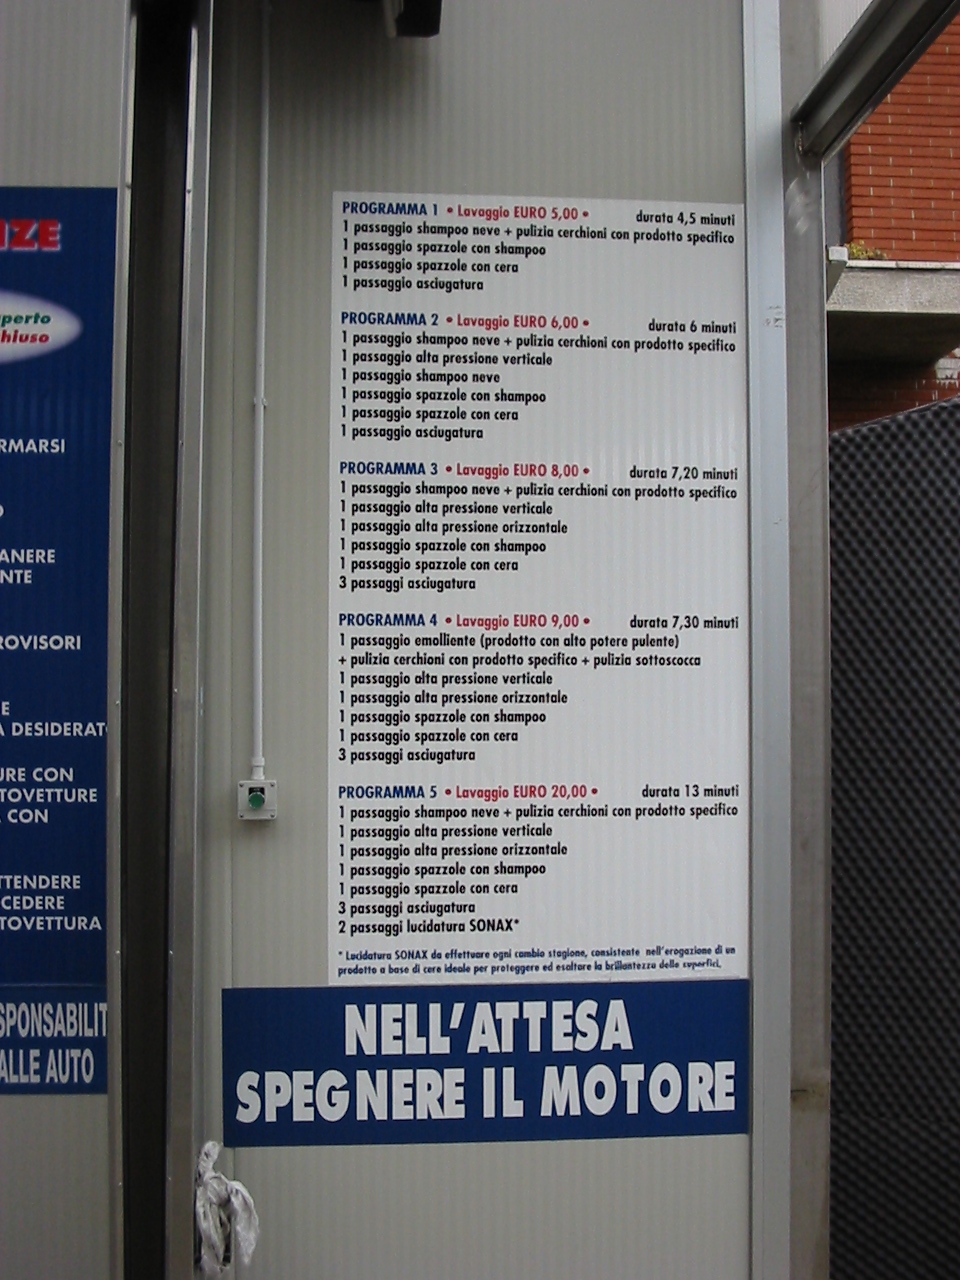 NZE
perto
hiuso
RMARSI
ANERE
NTE
ROVISORI
E
A DESIDERAT
URE CON
TOVETTURE
CON
TTENDERE
CEDERE
TOVETTURA
SPONSABILIT
ALLE AUTO
PROGRAMMA 1 • Lavaggio EURO 5,00 • durata 4,5 minuti
1 passaggio shampoo neve + pulizia cerchioni con prodotto specifico
1 passaggio spazzole con shampoo
1 passaggio spazzole con cera
1 passaggio asciugatura
PROGRAMMA 2 • Lavaggio EURO 6,00 • durata 6 minuti
1 passaggio shampoo neve + pulizia cerchioni con prodotto specifico
1 passaggio alta pressione verticale
1 passaggio shampoo neve
1 passaggio spazzole con shampoo
1 passaggio spazzole con cera
1 passaggio asciugatura
PROGRAMMA 3 • Lavaggio EURO 8,00 • durata 7,20 minuti
1 passaggio shampoo neve + pulizia cerchioni con prodotto specifico
1 passaggio alta pressione verticale
1 passaggio alta pressione orizzontale
1 passaggio spazzole con shampoo
1 passaggio spazzole con cera
3 passaggi asciugatura
PROGRAMMA 4 • Lavaggio EURO 9,00 • durata 7,30 minuti
1 passaggio emolliente (prodotto con alto potere pulente)
+ pulizia cerchioni con prodotto specifico + pulizia sottoscocca
1 passaggio alta pressione verticale
1 passaggio alta pressione orizzontale
1 passaggio spazzole con shampoo
1 passaggio spazzole con cera
3 passaggi asciugatura
PROGRAMMA 5 • Lavaggio EURO 20,00 • durata 13 minuti
1 passaggio shampoo neve + pulizia cerchioni con prodotto specifico
1 passaggio alta pressione verticale
1 passaggio alta pressione orizzontale
1 passaggio spazzole con shampoo
1 passaggio spazzole con cera
3 passaggi asciugatura
2 passaggi lucidatura SONAX*
* Lucidatura SONAX da effettuare ogni cambio stagione, consistente nell'erogazione di un
prodotto a base di cere ideale per proteggere ed esaltare la brillantezza delle superfici.
NELL'ATTESA
SPEGNERE IL MOTORE